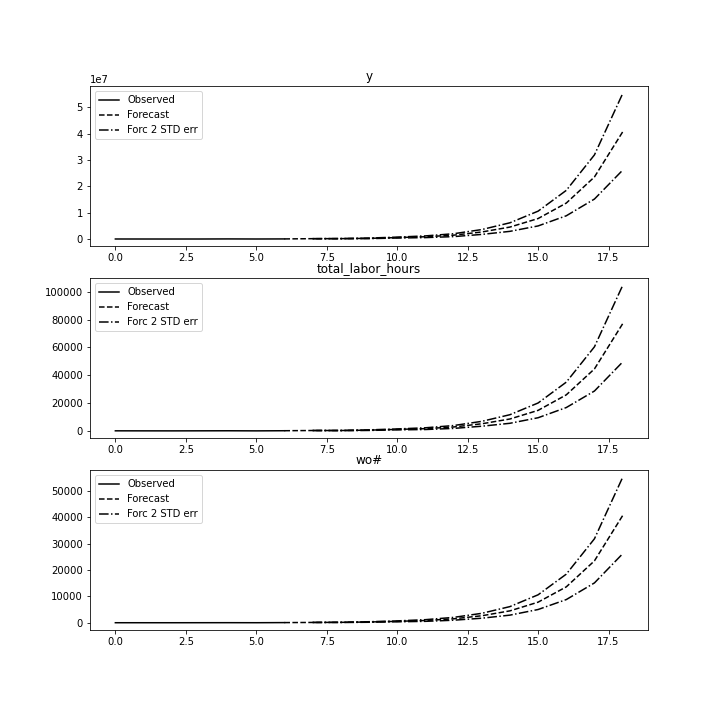 y
1e7
Observed
Forecast
Forc 2 STD err
5
4
3
2
1
0
0.0 2.5 5.0 7.5 10.0 12.5 15.0 17.5
total_labor_hours
Observed
Forecast
Forc 2 STD err
100000
80000
60000
40000
20000
0
0.0 2.5 5.0 7.5 10.0 12.5 15.0 17.5
wo#
Observed
Forecast
Forc 2 STD err
50000
40000
30000
20000
10000
0
0.0 2.5 5.0 7.5 10.0 12.5 15.0 17.5